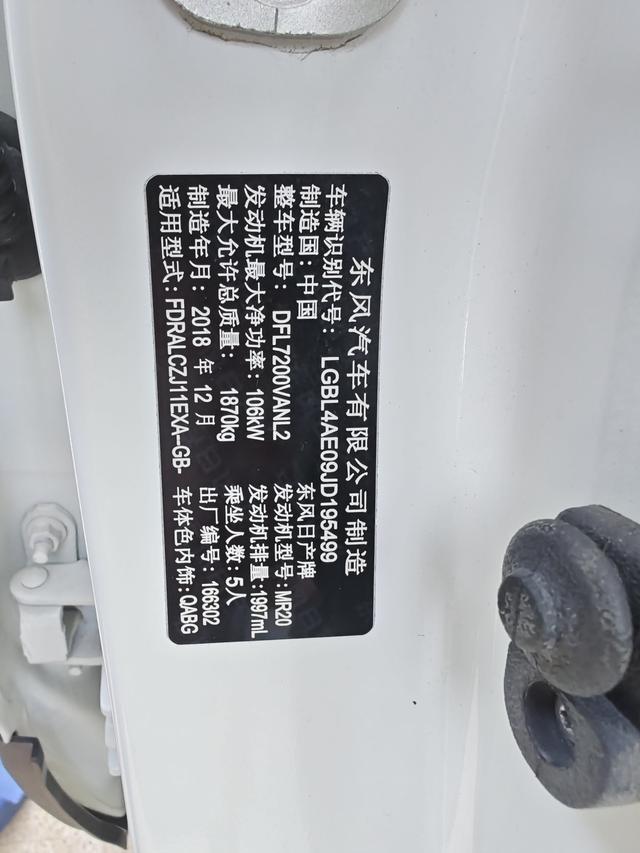 东风汽车有限公司制造
车辆识别代号: LGBL4AE09JD195499
制造国: 中国 东风日产牌
整车型号: DFL7200VANL2 发动机型号:MR20
发动机最大净功率: 106kW 发动机排量:1997mL
最大允许总质量: 1870kg 乘坐人数: 5人
制造年月: 2018 年 12 月 出厂编号: 166302
适用型式: FDRALCZJ11EXA-GB- 车体色内饰: QABG